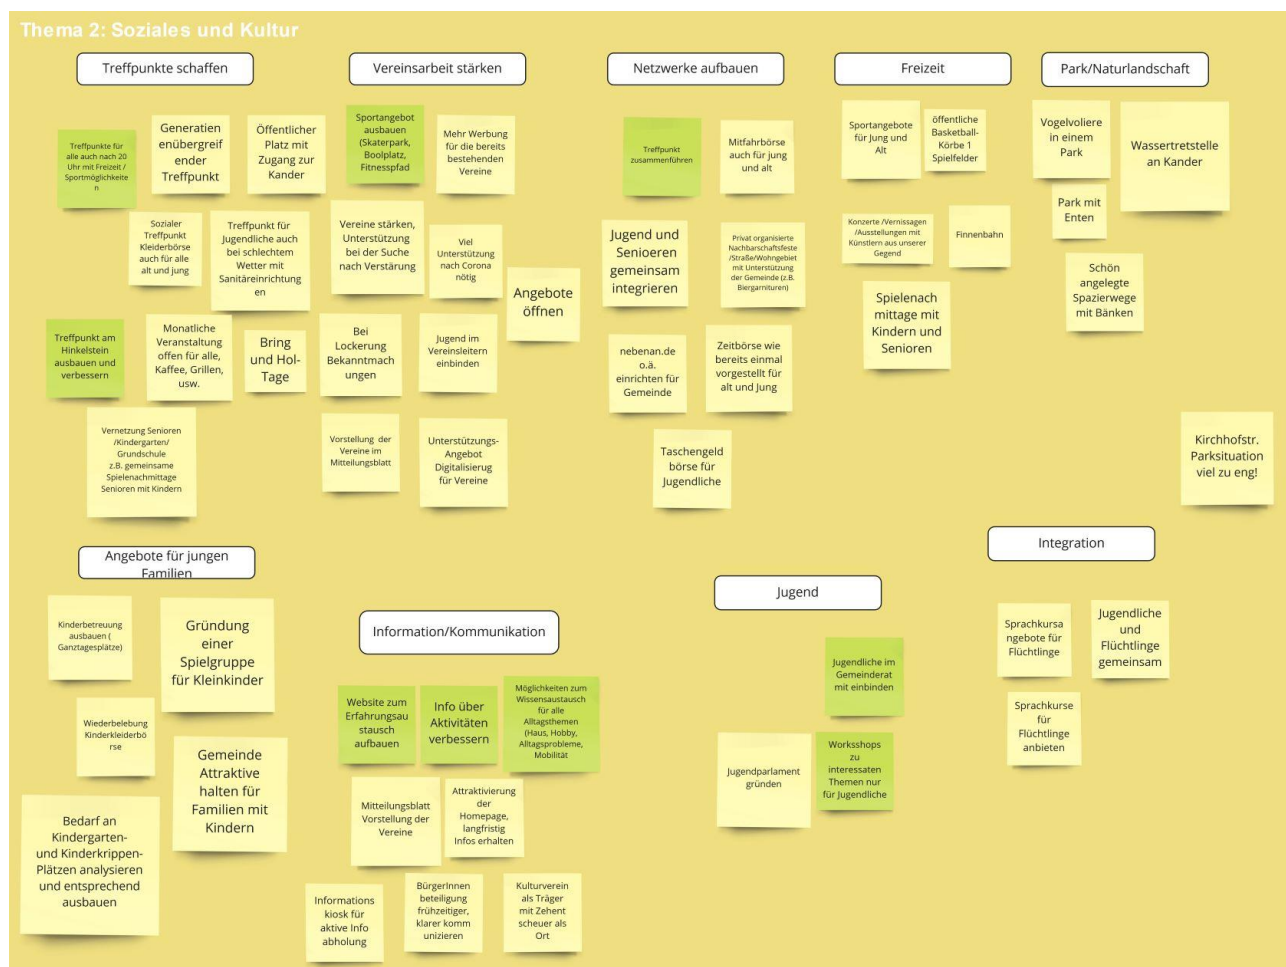 Thema 2: Soziales und Kultur
Treffpunkte schaffen
Treffpunkte für
alle auch nach 20
Uhr mit Freizeit /
Sportmöglichkeite
n
Generatien
enübergreif
ender
Treffpunkt
Öffentlicher
Platz mit
Zugang zur
Kander
Sozialer
Treffpunkt
Kleiderbörse
auch für alle
alt und jung
Treffpunkt für
Jugendliche auch
bei schlechtem
Wetter mit
Sanitäreinrichtung
en
Treffpunkt am
Hinkelstein
ausbauen und
verbessern
Monatliche
Veranstaltung
offen für alle,
Kaffee, Grillen,
usw.
Bring
und Hol-
Tage
Vernetzung Senioren
/Kindergarten/
Grundschule
z.B. gemeinsame
Spielenachmittage
Senioren mit Kindern
Vereinsarbeit stärken
Sportangebot
ausbauen
(Skaterpark,
Boolplatz,
Fitnesspfad
Mehr Werbung
für die bereits
bestehenden
Vereine
Vereine stärken,
Unterstützung
bei der Suche
nach Verstärung
Viel
Unterstützung
nach Corona
nötig
Angebote
öffnen
Bei
Lockerung
Bekanntmach
ungen
Jugend im
Vereinsleitern
einbinden
Vorstellung der
Vereine im
Mitteilungsblatt
Unterstützungs-
Angebot
Digitalisierug
für Vereine
Netzwerke aufbauen
Treffpunkt
zusammenführen
Mitfahrbörse
auch für jung
und alt
Jugend und
Senioeren
gemeinsam
integrieren
Privat organisierte
Nachbarschaftsfeste
/Straße/Wohngebiet
mit Unterstützung
der Gemeinde (z.B.
Biergarnituren)
nebenan.de
o.ä.
einrichten für
Gemeinde
Zeitbörse wie
bereits einmal
vorgestellt für
alt und Jung
Taschengeld
börse für
Jugendliche
Freizeit
Sportangebote
für Jung und
Alt
öffentliche
Basketball-
Körbe 1
Spielfelder
Konzerte /Vernissagen
/Ausstellungen mit
Künstlern aus unserer
Gegend
Finnenbahn
Spielenach
mittage mit
Kindern und
Senioren
Park/Naturlandschaft
Vogelvoliere
in einem
Park
Wassertretstelle
an Kander
Park mit
Enten
Schön
angelegte
Spazierwege
mit Bänken
Kirchhofstr.
Parksituation
viel zu eng!
Angebote für jungen
Familien
Kinderbetreuung
ausbauen (
Ganztagesplätze)
Gründung
einer
Spielgruppe
für Kleinkinder
Wiederbelebung
Kinderkleiderbö
rse
Gemeinde
Attraktive
halten für
Familien mit
Kindern
Bedarf an
Kindergarten-
und Kinderkrippen-
Plätzen analysieren
und entsprechend
ausbauen
Information/Kommunikation
Website zum
Erfahrungsau
stausch
aufbauen
Info über
Aktivitäten
verbessern
Möglichkeiten zum
Wissensaustausch
für alle
Alltagsthemen
(Haus, Hobby,
Alltagsprobleme,
Mobilität
Mitteilungsblatt
Vorstellung der
Vereine
Attraktivierung
der
Homepage,
langfristig
Infos erhalten
Informations
kiosk für
aktive Info
abholung
BürgerInnen
beteiligung
frühzeitiger,
klarer komm
unizieren
Kulturverein
als Träger
mit Zehent
scheuer als
Ort
Jugend
Jugendliche im
Gemeinderat
mit einbinden
Jugendparlament
gründen
Worksshops
zu
interessaten
Themen nur
für Jugendliche
Integration
Sprachkursa
ngebote für
Flüchtlinge
Jugendliche
und
Flüchtlinge
gemeinsam
Sprachkurse
für
Flüchtlinge
anbieten